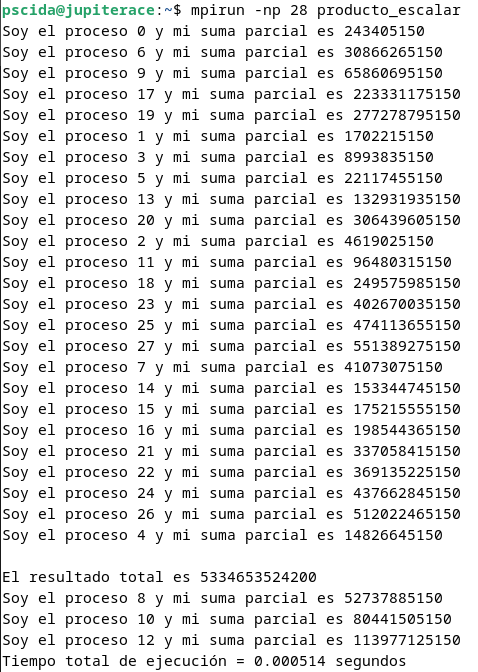 pscida@jupiterace:~$ mpirun -np 28 producto_escalar
Soy el proceso 0 y mi suma parcial es 243405150
Soy el proceso 6 y mi suma parcial es 30866265150
Soy el proceso 9 y mi suma parcial es 65860695150
Soy el proceso 17 y mi suma parcial es 223331175150
Soy el proceso 19 y mi suma parcial es 277278795150
Soy el proceso 1 y mi suma parcial es 1702215150
Soy el proceso 3 y mi suma parcial es 8993835150
Soy el proceso 5 y mi suma parcial es 22117455150
Soy el proceso 13 y mi suma parcial es 132931935150
Soy el proceso 20 y mi suma parcial es 306439605150
Soy el proceso 2 y mi suma parcial es 4619025150
Soy el proceso 11 y mi suma parcial es 96480315150
Soy el proceso 18 y mi suma parcial es 249575985150
Soy el proceso 23 y mi suma parcial es 402670035150
Soy el proceso 25 y mi suma parcial es 474113655150
Soy el proceso 27 y mi suma parcial es 551389275150
Soy el proceso 7 y mi suma parcial es 41073075150
Soy el proceso 14 y mi suma parcial es 153344745150
Soy el proceso 15 y mi suma parcial es 175215555150
Soy el proceso 16 y mi suma parcial es 198544365150
Soy el proceso 21 y mi suma parcial es 337058415150
Soy el proceso 22 y mi suma parcial es 369135225150
Soy el proceso 24 y mi suma parcial es 437662845150
Soy el proceso 26 y mi suma parcial es 512022465150
Soy el proceso 4 y mi suma parcial es 14826645150

El resultado total es 5334653524200
Soy el proceso 8 y mi suma parcial es 52737885150
Soy el proceso 10 y mi suma parcial es 80441505150
Soy el proceso 12 y mi suma parcial es 113977125150
Tiempo total de ejecución = 0.000514 segundos